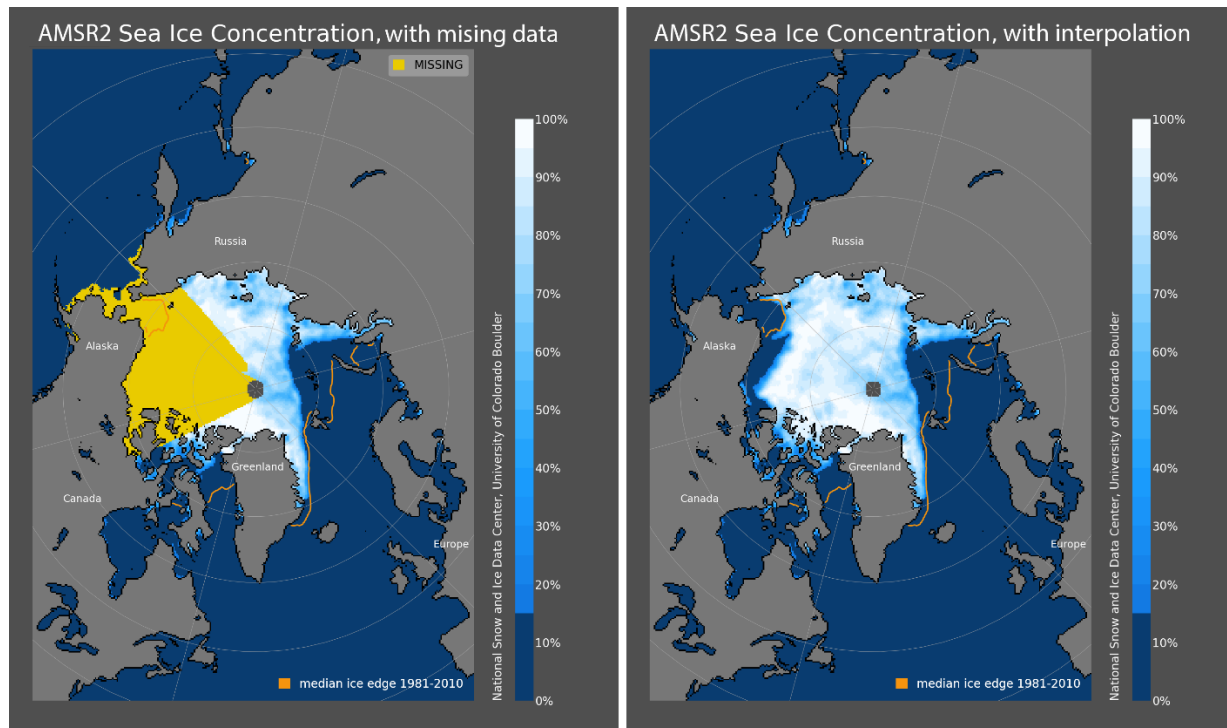 AMSR2 Sea Ice Concentration, with mising data
MISSING
100%
90%
80%
70%
60%
50%
40%
30%
20%
10%
0%
Russia
Alaska
Greenland
Canada
Europe
National Snow and Ice Data Center, University of Colorado Boulder
median ice edge 1981-2010
AMSR2 Sea Ice Concentration, with interpolation
100%
90%
80%
70%
60%
50%
40%
30%
20%
10%
0%
Russia
Alaska
Greenland
Canada
Europe
National Snow and Ice Data Center, University of Colorado Boulder
median ice edge 1981-2010